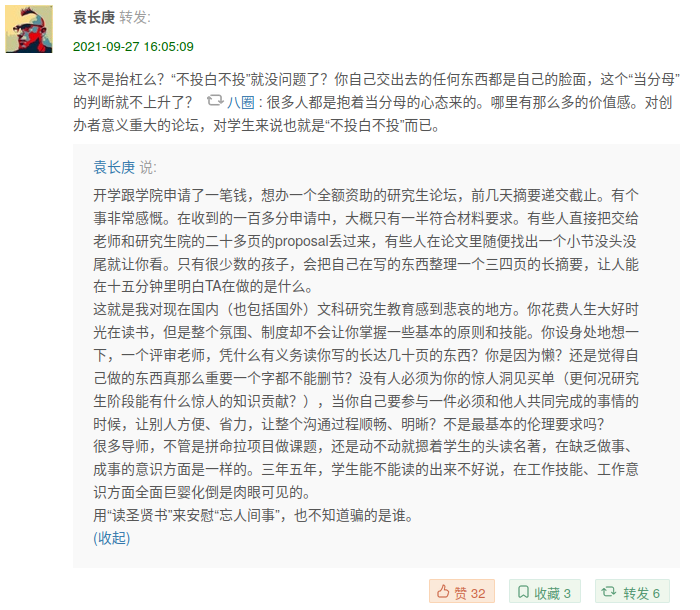 袁长庚 转发:
2021-09-27 16:05:09
这不是抬杠么？“不投白不投”就没问题了？你自己交出去的任何东西都是自己的脸面，这个“当分母”
的判断就不上升了？ 八圈 : 很多人都是抱着当分母的心态来的。哪里有那么多的价值感。对创
办者意义重大的论坛，对学生来说也就是“不投白不投”而已。
袁长庚 说:
开学跟学院申请了一笔钱，想办一个全额资助的研究生论坛，前几天摘要递交截止。有个
事非常感慨。在收到的一百多分申请中，大概只有一半符合材料要求。有些人直接把交给
老师和研究生院的二十多页的proposal丢过来，有些人在论文里随便找出一个小节没头没
尾就让你看。只有很少数的孩子，会把自己在写的东西整理一个三四页的长摘要，让人能
在十五分钟里明白TA在做的是什么。
这就是我对现在国内（也包括国外）文科研究生教育感到悲哀的地方。你花费人生大好时
光在读书，但是整个氛围、制度却不会让你掌握一些基本的原则和技能。你设身处地想一
下，一个评审老师，凭什么有义务读你写的长达几十页的东西？你是因为懒？还是觉得自
己做的东西真那么重要一个字都不能删节？没有人必须为你的惊人洞见买单（更何况研究
生阶段能有什么惊人的知识贡献？），当你自己要参与一件必须和他人共同完成的事情的
时候，让别人方便、省力，让整个沟通过程顺畅、明晰？不是最基本的伦理要求吗？
很多导师，不管是拼命拉项目做课题，还是动不动就摁着学生的头读名著，在缺乏做事、
成事的意识方面是一样的。三年五年，学生能不能读的出来不好说，在工作技能、工作意
识方面全面巨婴化倒是肉眼可见的。
用“读圣贤书”来安慰“忘人间事”，也不知道骗的是谁。
(收起)
赞 32 收藏 3 转发 6